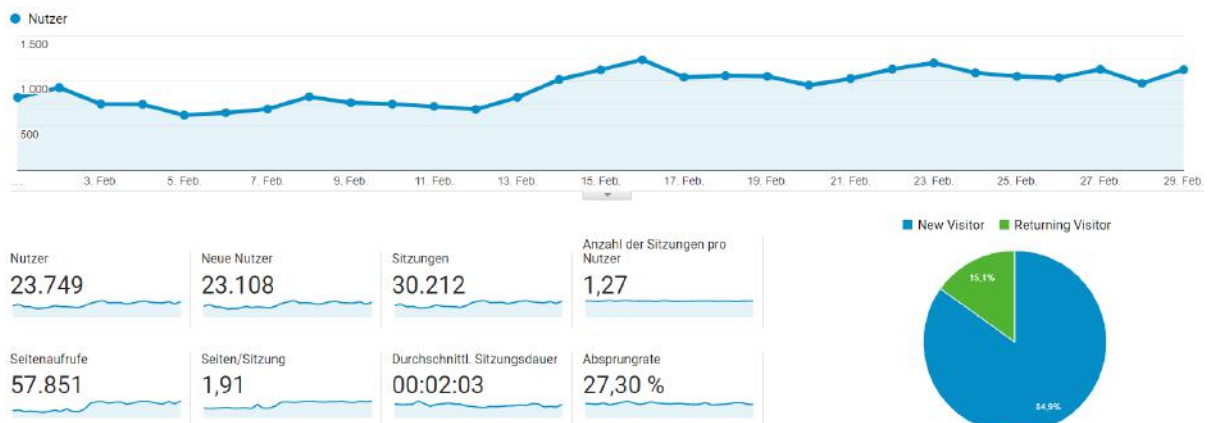 Nutzer
1.500
1.000
500
...
3. Feb.
5. Feb.
7. Feb.
9. Feb.
11. Feb.
13. Feb.
15. Feb.
17. Feb.
19. Feb.
21. Feb.
23. Feb.
25. Feb.
27. Feb.
29. Feb.
New Visitor
Returning Visitor
Nutzer
23.749
Neue Nutzer
23.108
Sitzungen
30.212
Anzahl der Sitzungen pro
Nutzer
1,27
15,1%
Seitenaufrufe
57.851
Seiten/Sitzung
1,91
Durchschnittl. Sitzungsdauer
00:02:03
Absprungrate
27,30 %
84,9%